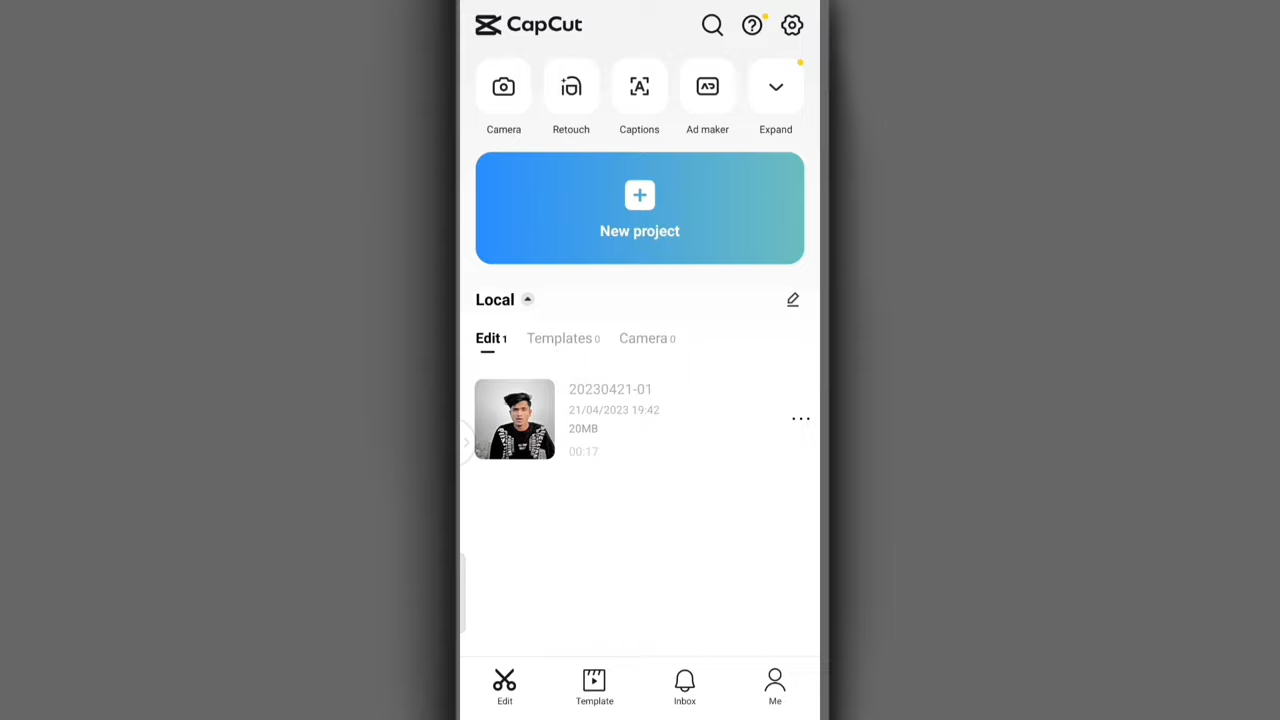 CapCut
Camera
Retouch
Captions
Ad maker
Expand
New project
Local
Edit 1
Templates 0
Camera 0
20230421-01
21/04/2023 19:42
20MB
00:17
Edit
Template
Inbox
Me